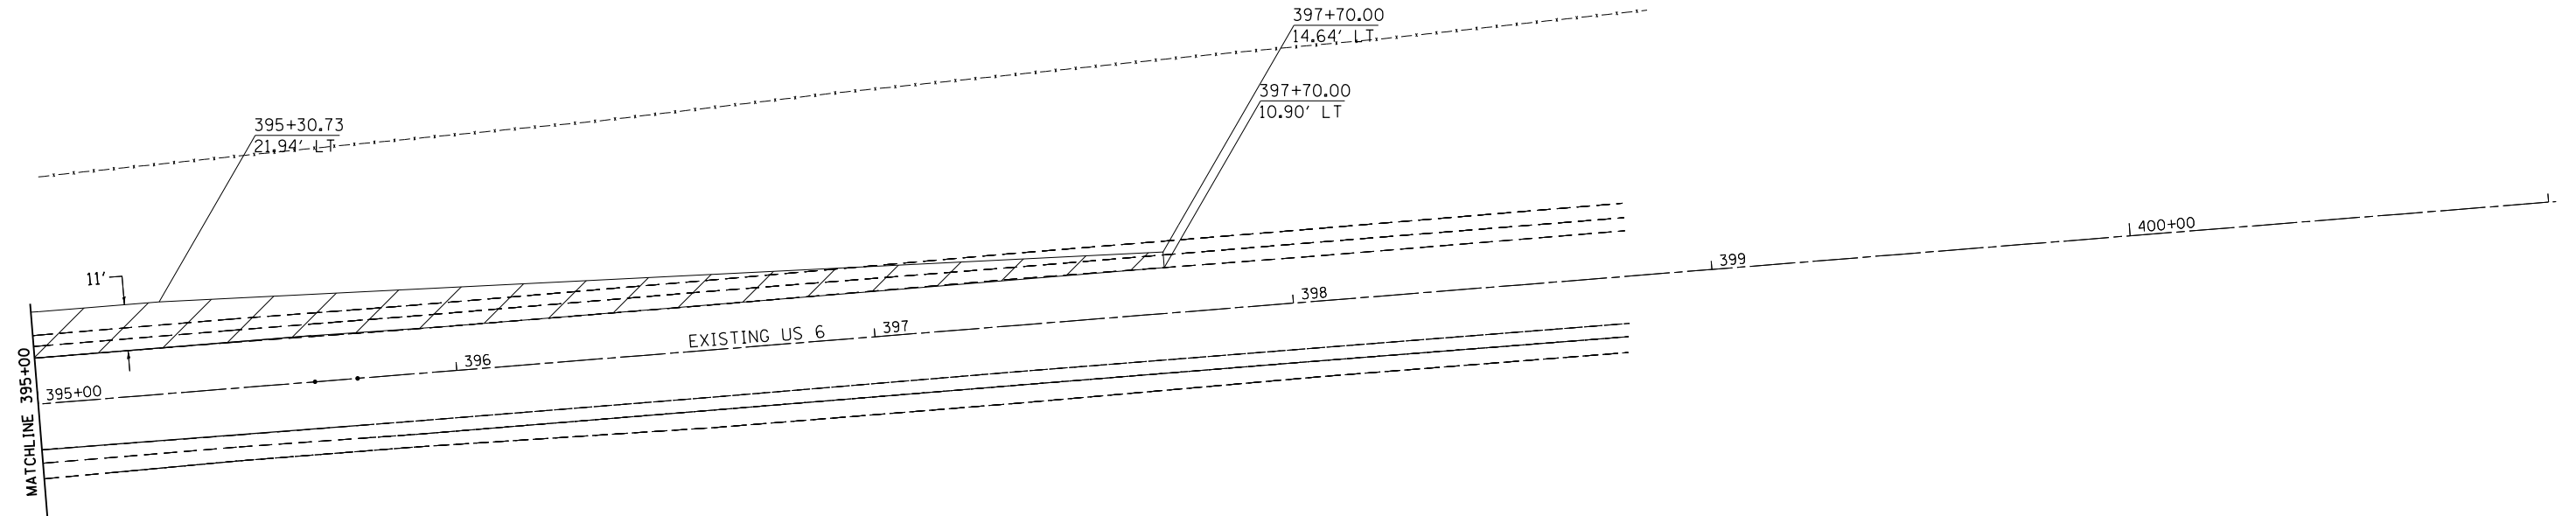 397+70.00
14.64' LT
397+70.00
10.90' LT
395+30.73
21.94' LT
400+00
399
398
11'
397
EXISTING US 6
396
395+00
MATCHLINE 395+00